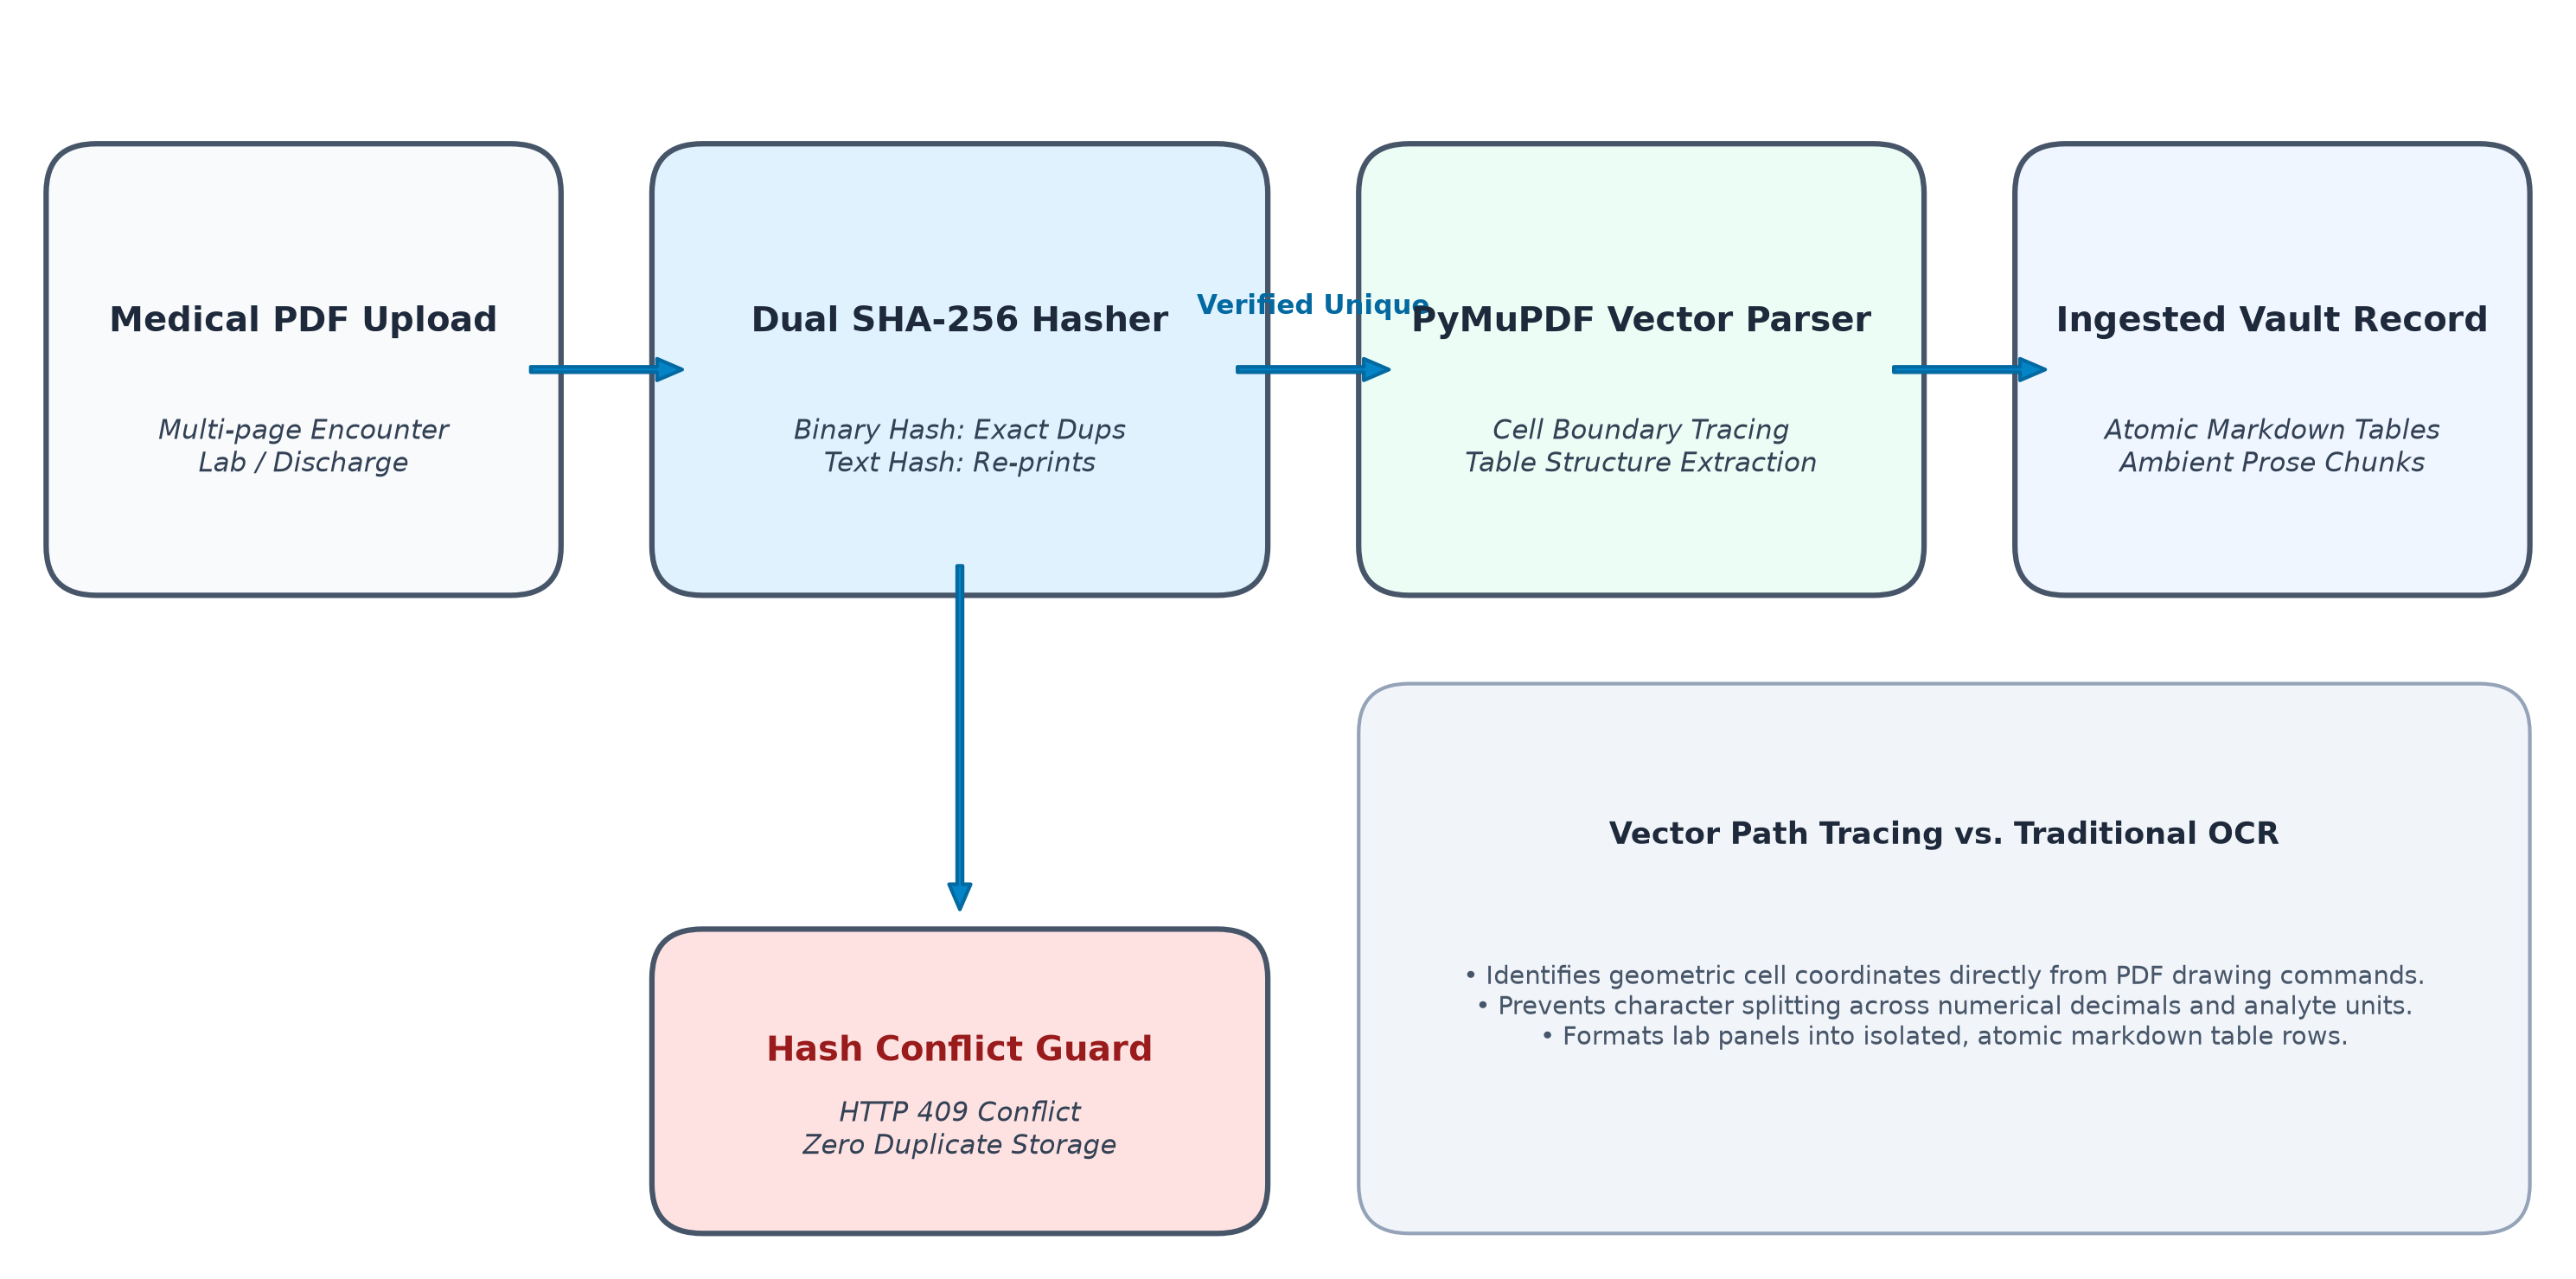 Medical PDF Upload
Multi-page Encounter
Lab / Discharge
Dual SHA-256 Hasher
Binary Hash: Exact Dups
Text Hash: Re-prints
Verified Unique
PyMuPDF Vector Parser
Cell Boundary Tracing
Table Structure Extraction
Ingested Vault Record
Atomic Markdown Tables
Ambient Prose Chunks
Hash Conflict Guard
HTTP 409 Conflict
Zero Duplicate Storage
Vector Path Tracing vs. Traditional OCR
• Identifies geometric cell coordinates directly from PDF drawing commands.
• Prevents character splitting across numerical decimals and analyte units.
• Formats lab panels into isolated, atomic markdown table rows.